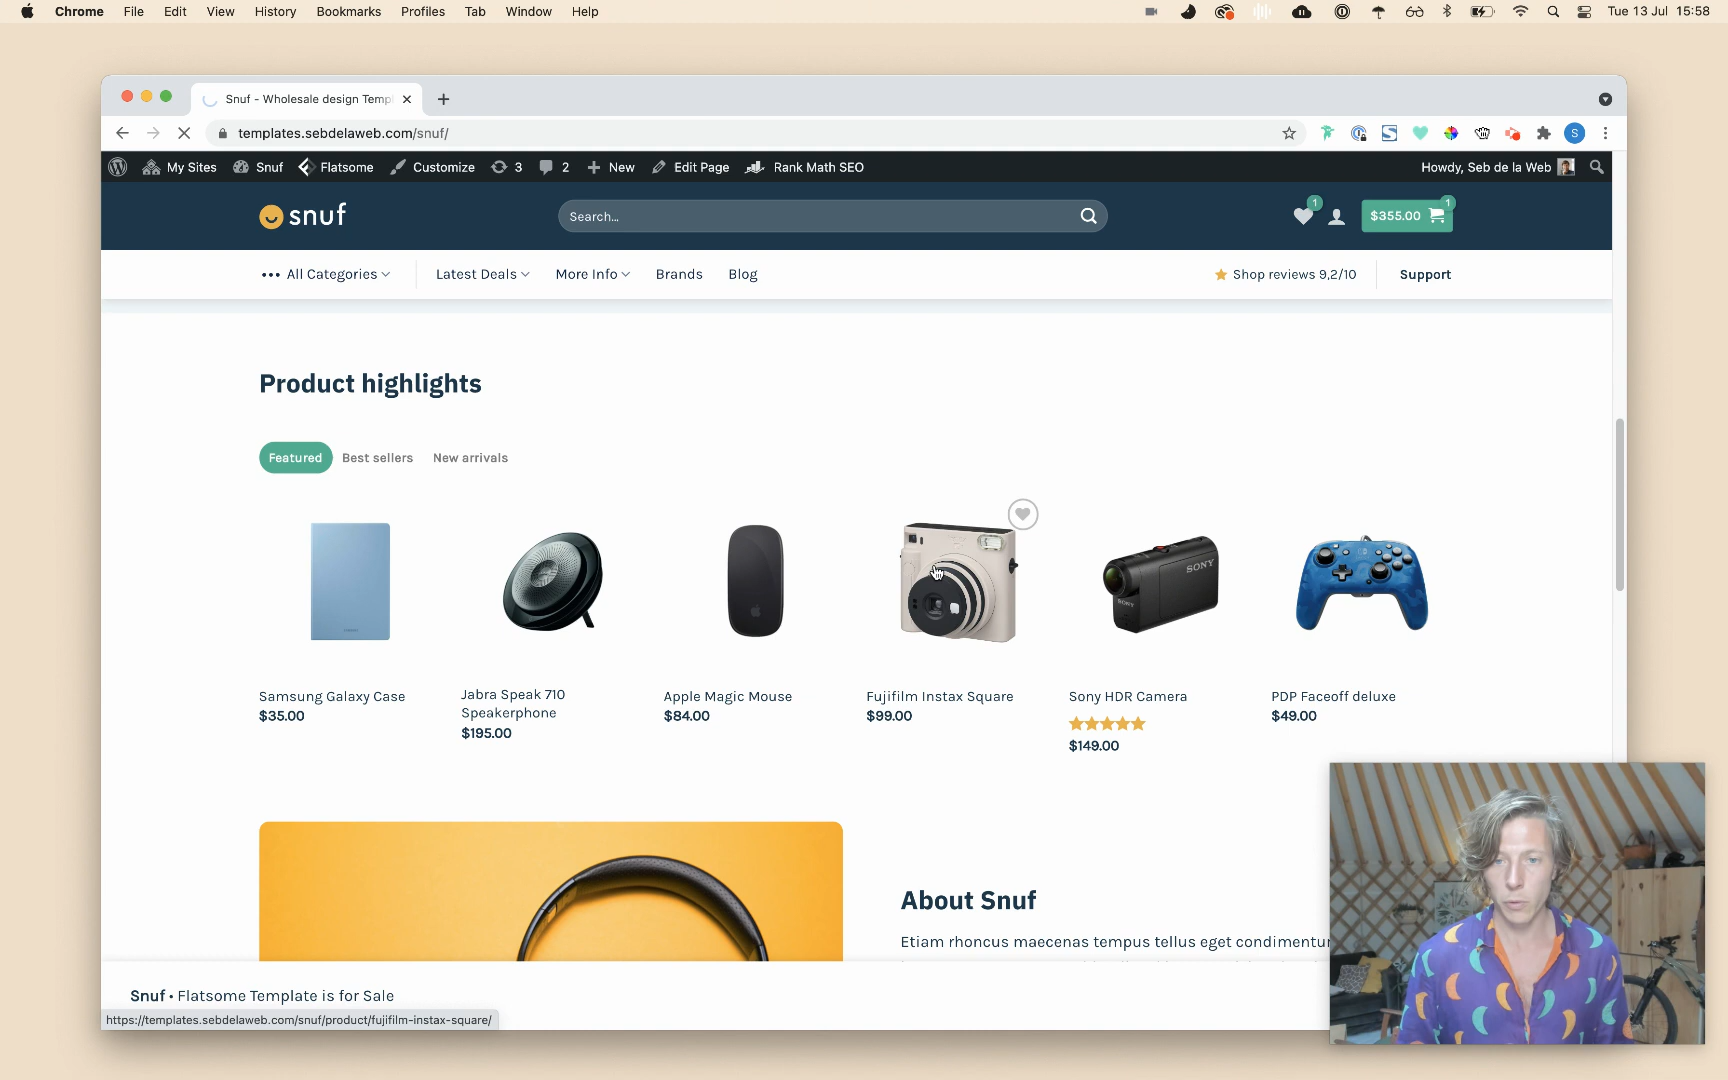 Chrome File Edit View History Bookmarks Profiles Tab Window Help Tue 13 Jul 15:58
Snuf - Wholesale design Temp
templates.sebdelaweb.com/snuf/ S
My Sites Snuf Flatsome Customize 3 2 New Edit Page Rank Math SEO Howdy, Seb de la Web
snuf Search... 1 $355.00 1
All Categories Latest Deals More Info Brands Blog Shop reviews 9,2/10 Support
Product highlights
Featured Best sellers New arrivals
SONY
SONY
Samsung Galaxy Case
$35.00
Jabra Speak 710
Speakerphone
$195.00
Apple Magic Mouse
$84.00
Fujifilm Instax Square
$99.00
Sony HDR Camera
$149.00
PDP Faceoff deluxe
$49.00
About Snuf
Etiam rhoncus maecenas tempus tellus eget condimentu
Snuf • Flatsome Template is for Sale
https://templates.sebdelaweb.com/snuf/product/fujifilm-instax-square/